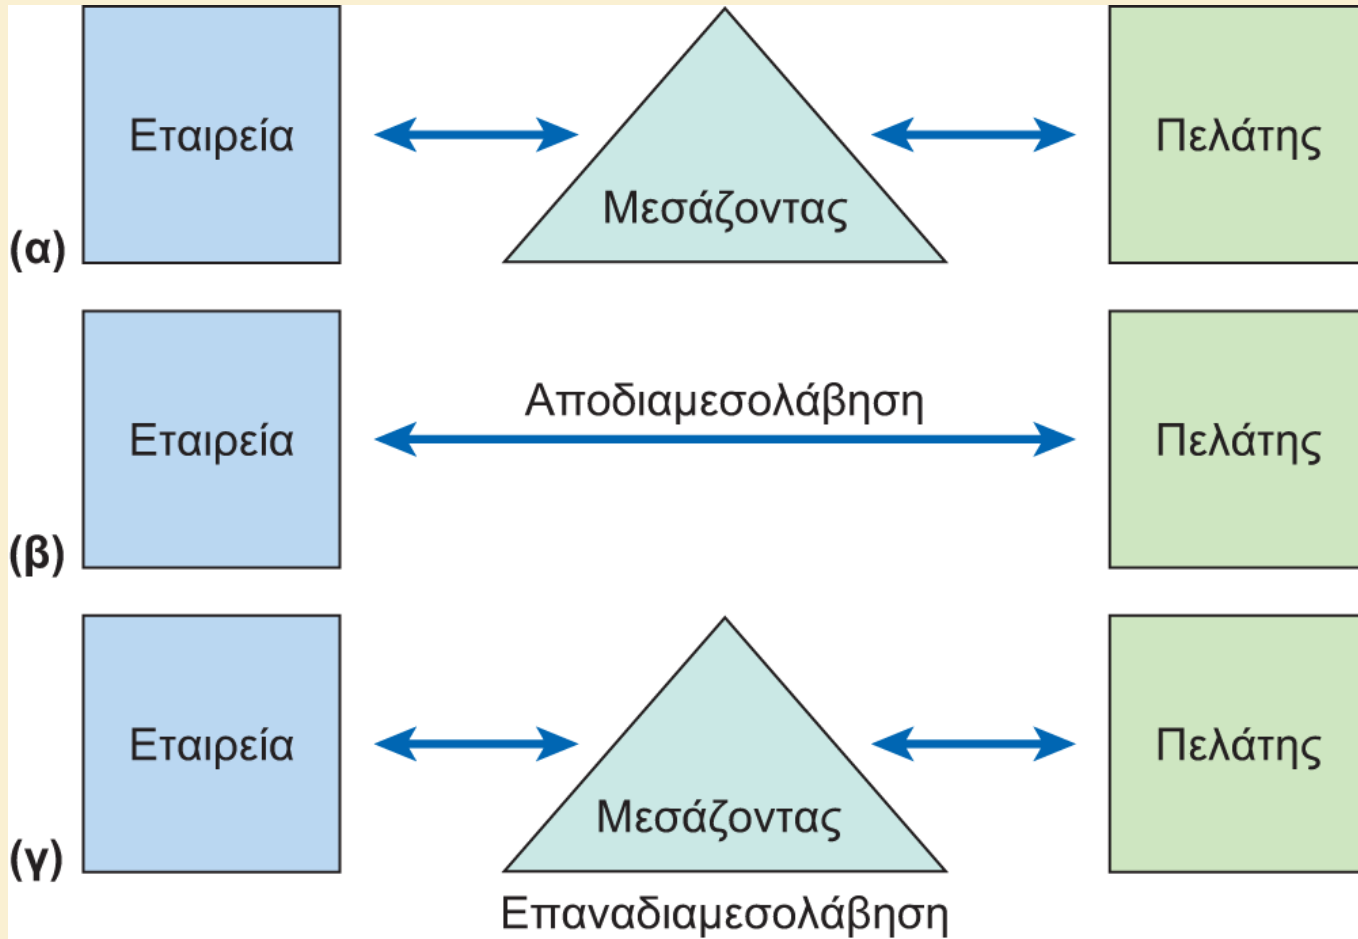 Εταιρεία
Μεσάζοντας
Πελάτης
(α)
Εταιρεία
Αποδιαμεσολάβηση
Πελάτης
(β)
Εταιρεία
Μεσάζοντας
Πελάτης
(γ)
Επαναδιαμεσολάβηση